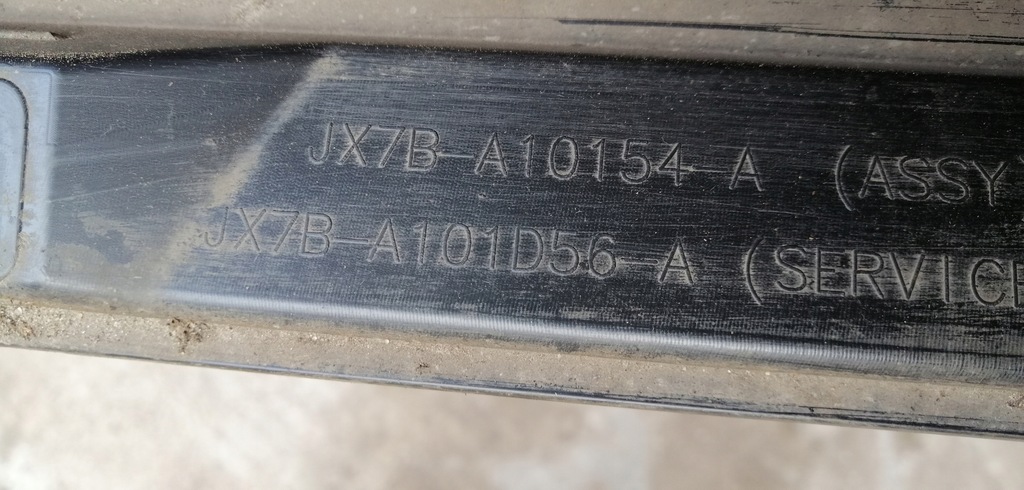 JX7B-A10154-A (ASSY)
JX7B-A101D56-A (SERVICE